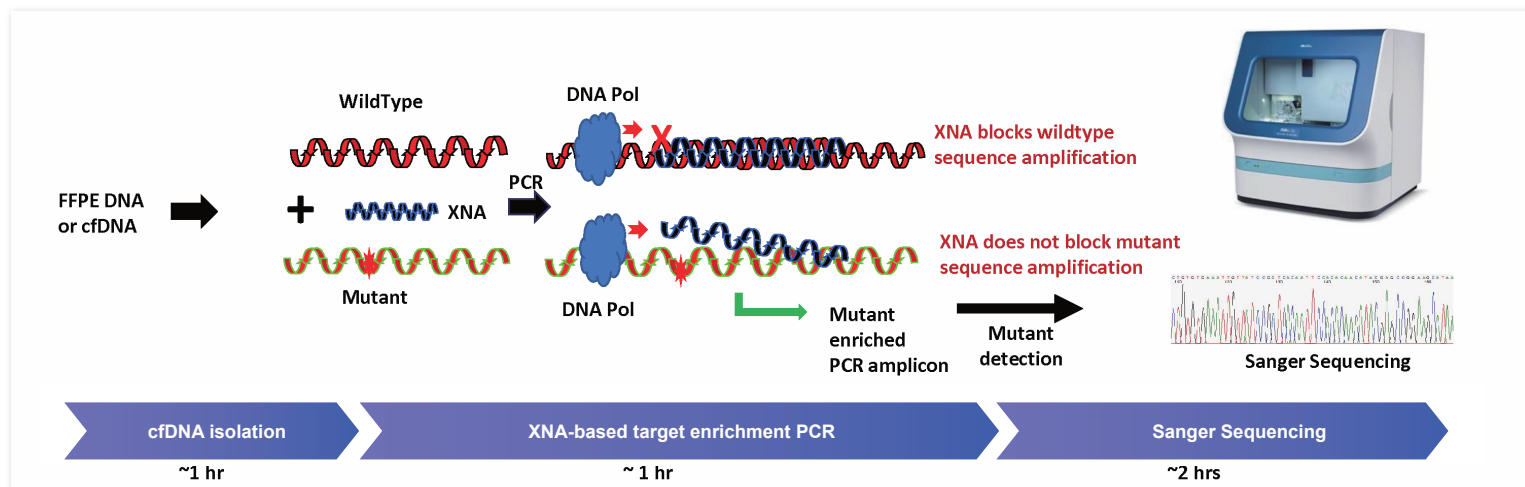 WildType
DNA Pol
XNA blocks wildtype
sequence amplification
FFPE DNA
or cfDNA
+
XNA
PCR
X
XNA does not block mutant
sequence amplification
Mutant
DNA Pol
Mutant
enriched
PCR amplicon
Mutant
detection
Sanger Sequencing
cfDNA isolation
XNA-based target enrichment PCR
Sanger Sequencing
~1 hr
~ 1 hr
~2 hrs